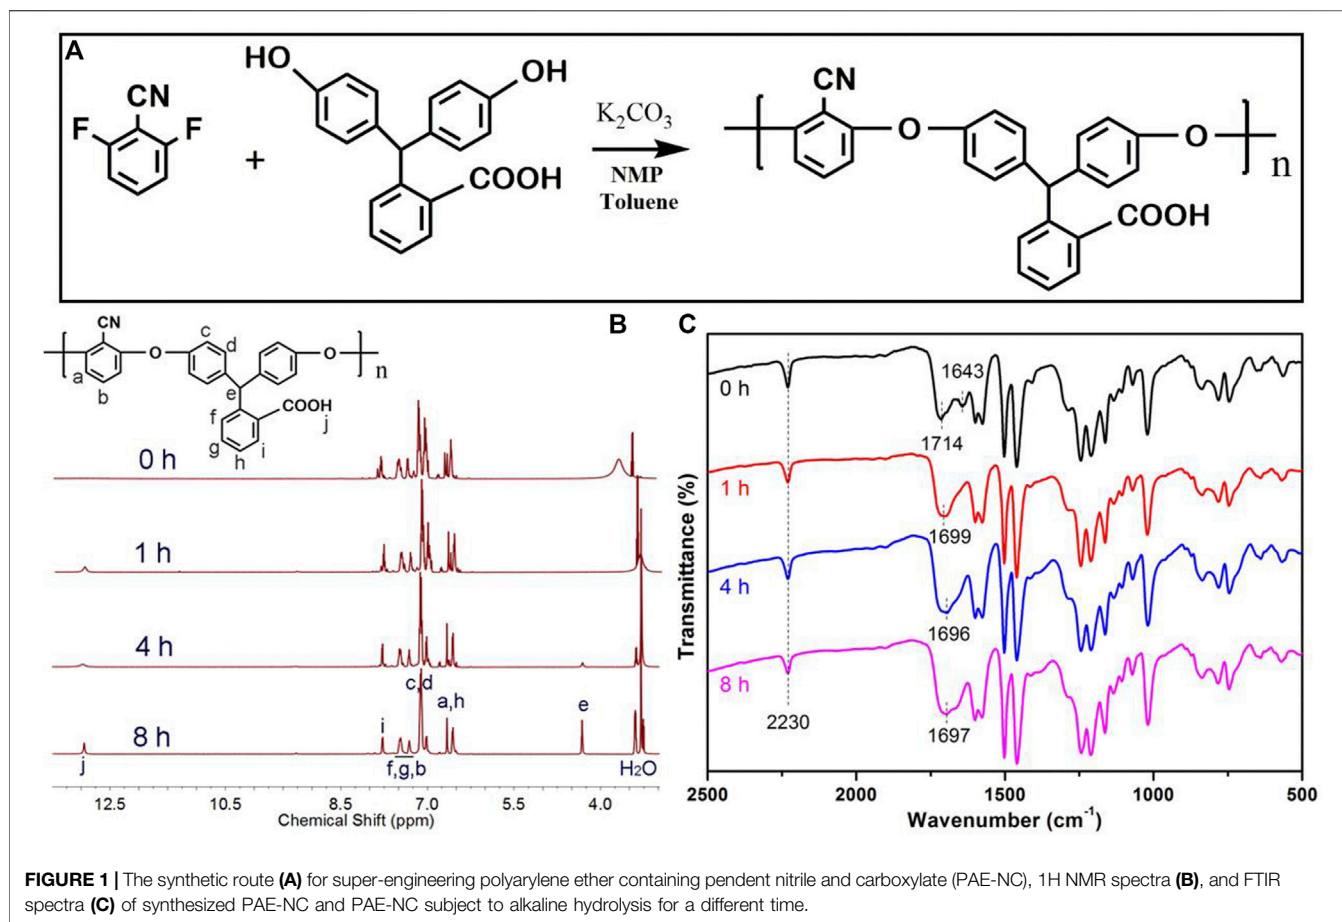 A
HO
OH
CN
F
F
+
COOH
K₂CO₃
NMP
Toluene
CN
O
O
n
COOH
B
CN
c
d
O
O
n
a
b
e
COOH
f
j
g
h
i
0 h
1 h
4 h
c,d
a,h
e
i
8 h
j
f,g,b
H₂O
12.5 10.5 8.5 7.0 5.5 4.0
Chemical Shift (ppm)
C
Transmittance (%)
0 h
1643
1714
1 h
1699
4 h
1696
8 h
2230
1697
2500 2000 1500 1000 500
Wavenumber (cm⁻¹)
FIGURE 1 | The synthetic route (A) for super-engineering polyarylene ether containing pendent nitrile and carboxylate (PAE-NC), 1H NMR spectra (B), and FTIR
spectra (C) of synthesized PAE-NC and PAE-NC subject to alkaline hydrolysis for a different time.